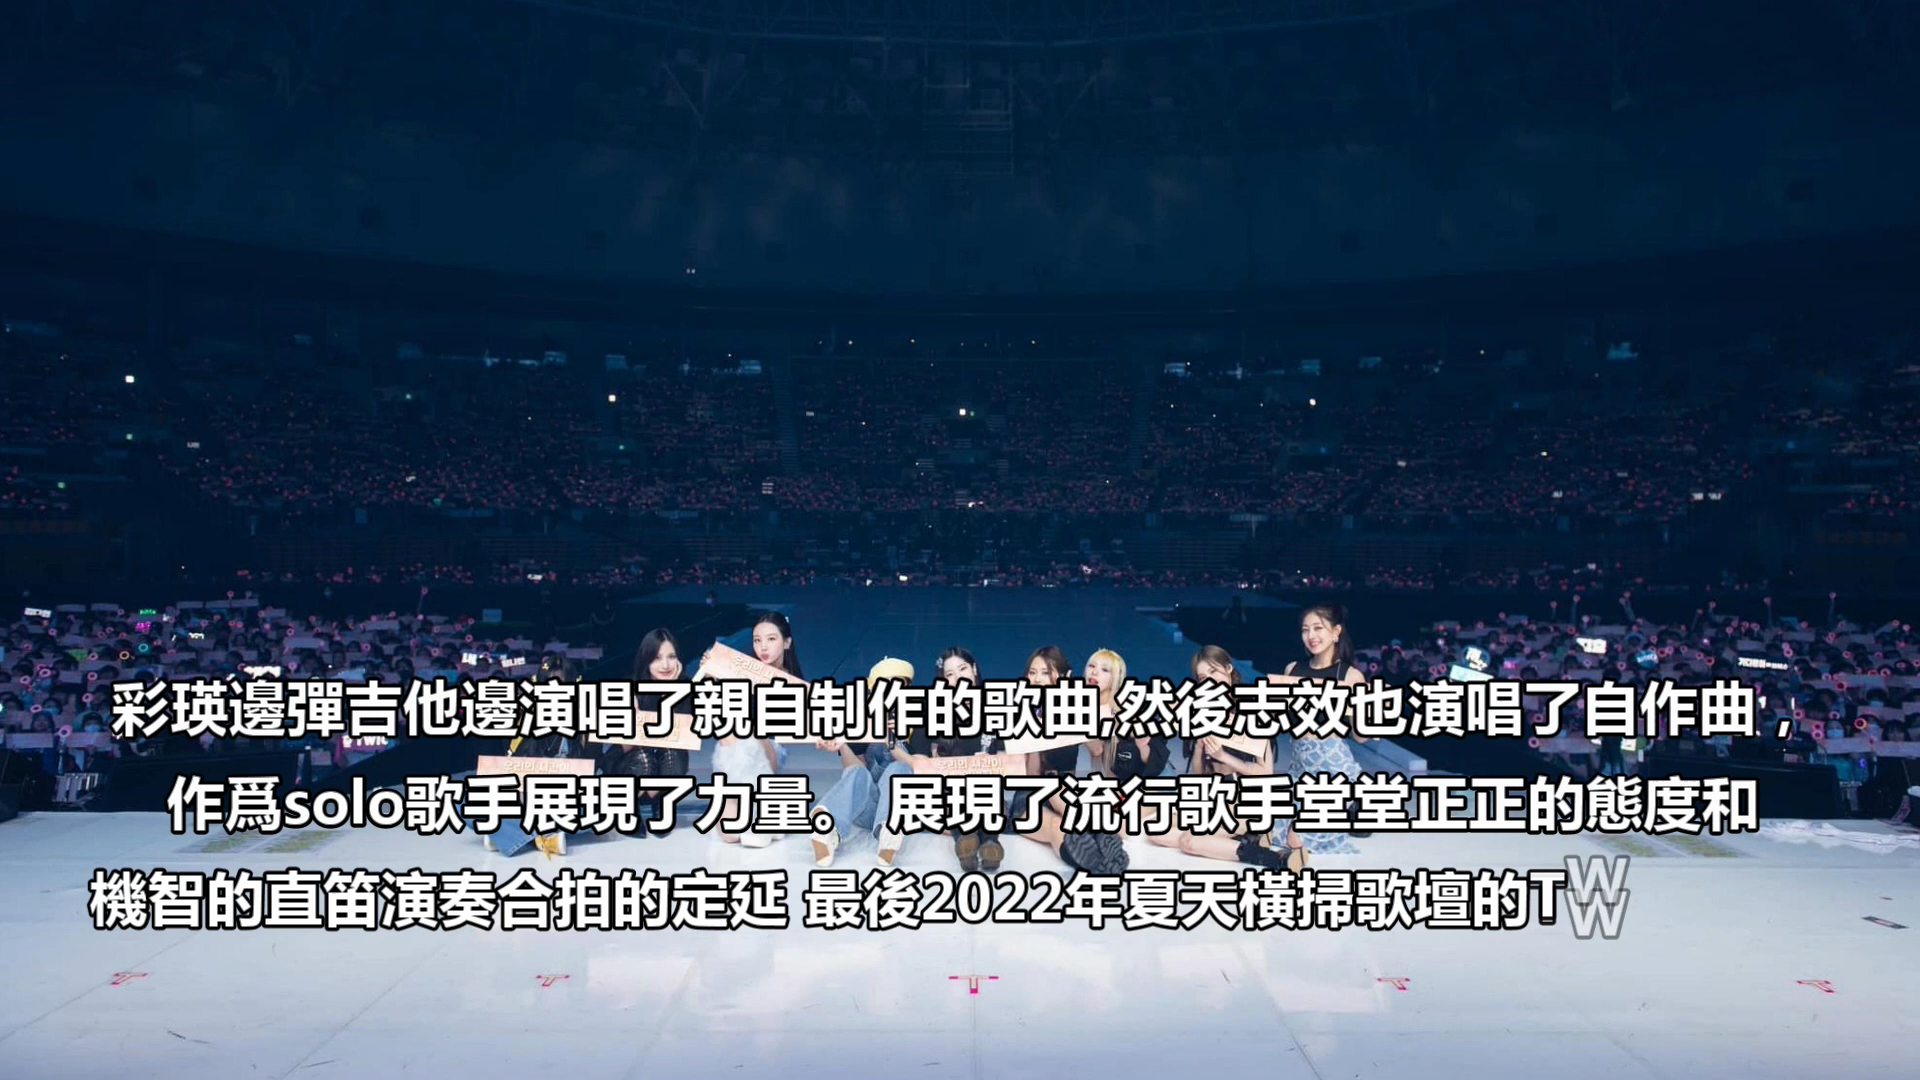 彩瑛邊彈吉他邊演唱了親自制作的歌曲,然後志效也演唱了自作曲，
作爲solo歌手展現了力量。 展現了流行歌手堂堂正正的態度和
機智的直笛演奏合拍的定延 最後2022年夏天橫掃歌壇的TW